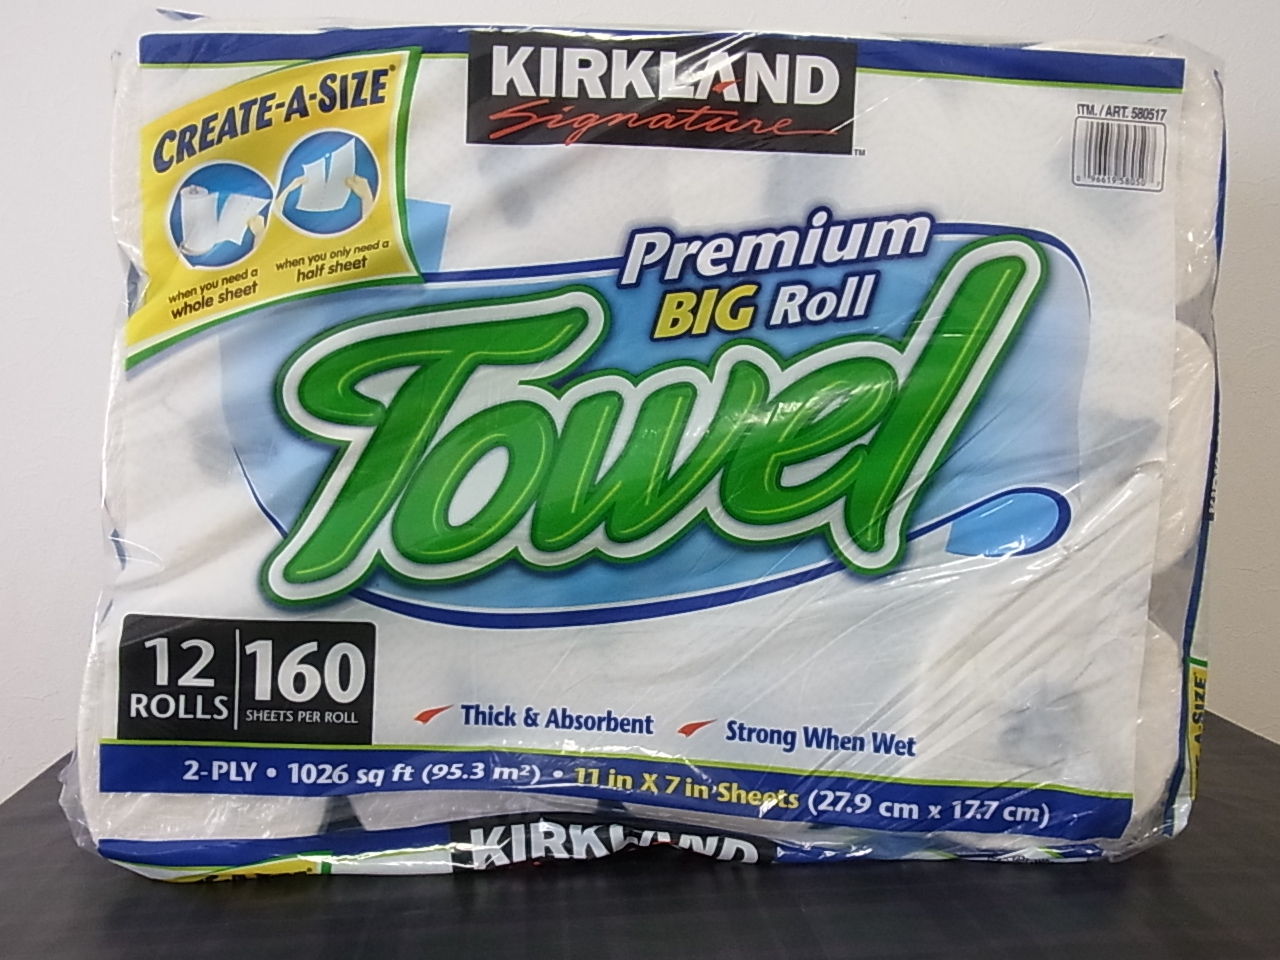 KIRKLAND
Signature™
CREATE-A-SIZE®
when you need a
whole sheet
when you only need a
half sheet
ITM. / ART. 580517
Premium
BIG Roll
Towel
12
ROLLS
160
SHEETS PER ROLL
Thick & Absorbent
Strong When Wet
2-PLY • 1026 sq ft (95.3 m²) • 11 in X 7 in Sheets (27.9 cm x 17.7 cm)
KIRKLAND
A-SIZE